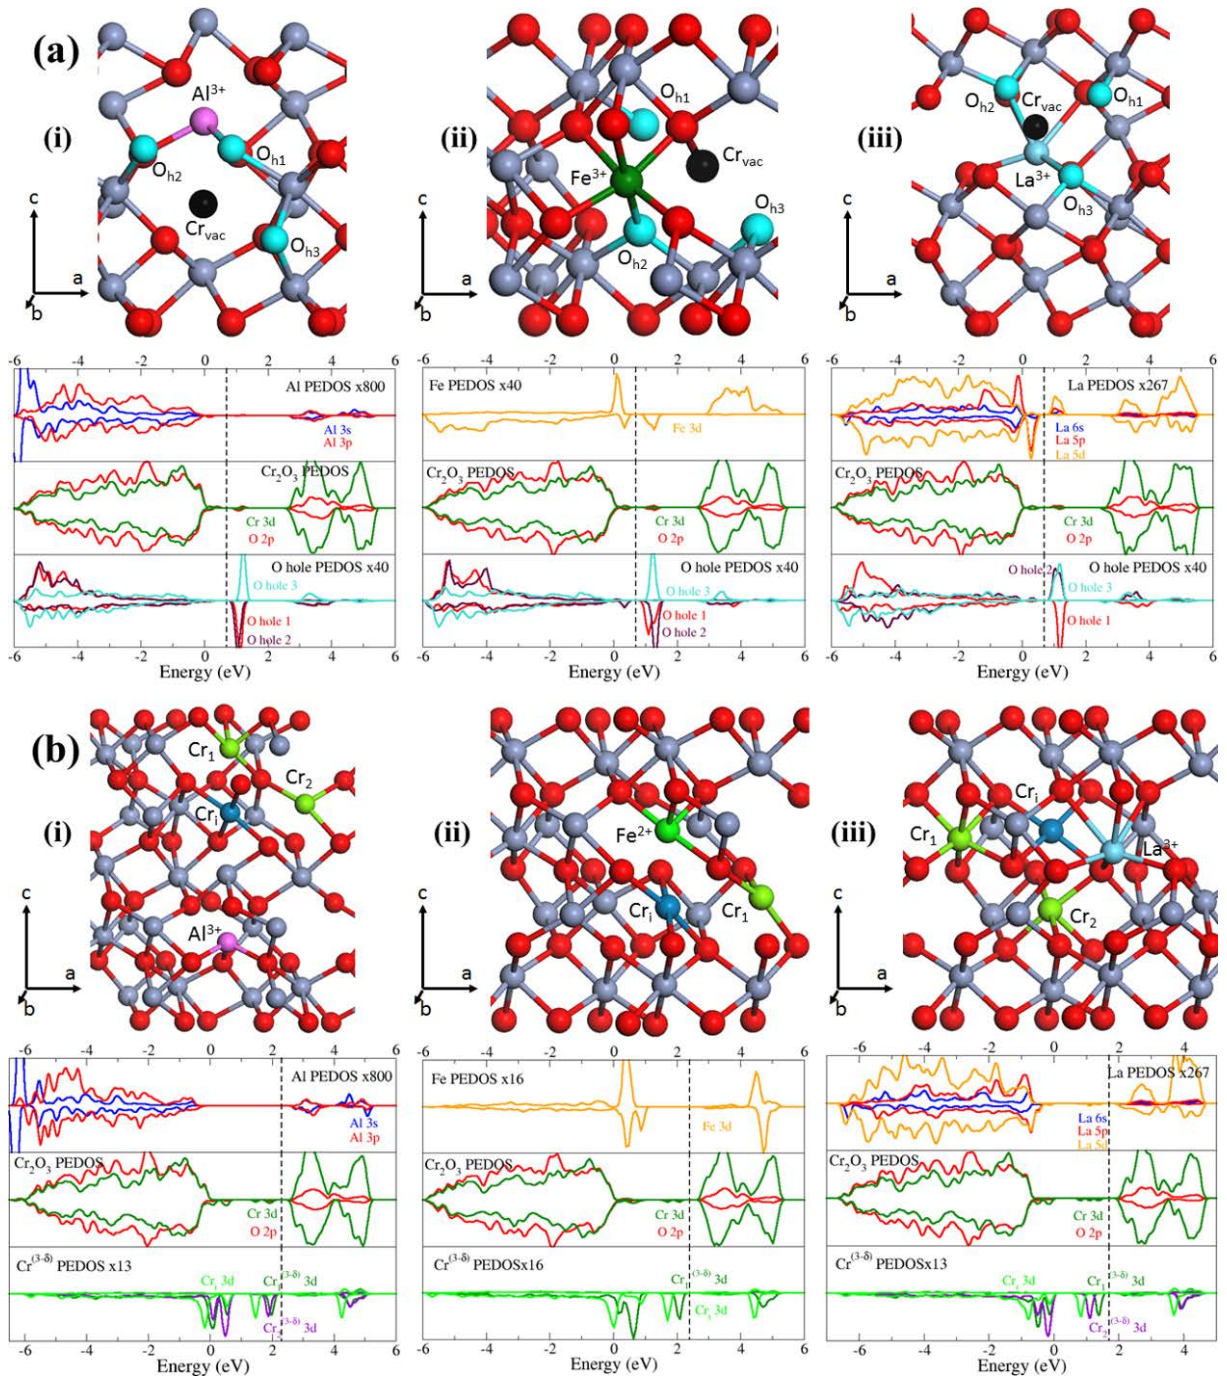 (a)
(i)
Al3+
Oh2
Oh1
Crvac
Oh3
c
a
b
(ii)
Oh1
Crvac
Fe3+
Oh3
Oh2
c
a
b
(iii)
Oh2
Crvac
Oh1
La3+
Oh3
c
a
b
-6 -4 -2 0 2 4 6
Al PEDOS x800
Al 3s
Al 3p
Cr2O3 PEDOS
Cr 3d
O 2p
O hole PEDOS x40
O hole 3
O hole 1
O hole 2
-6 -4 -2 0 2 4 6
Energy (eV)
-6 -4 -2 0 2 4 6
Fe PEDOS x40
Fe 3d
Cr2O3 PEDOS
Cr 3d
O 2p
O hole PEDOS x40
O hole 3
O hole 1
O hole 2
-6 -4 -2 0 2 4 6
Energy (eV)
-6 -4 -2 0 2 4 6
La PEDOS x267
La 6s
La 5p
La 5d
Cr2O3 PEDOS
Cr 3d
O 2p
O hole PEDOS x40
O hole 2
O hole 3
O hole 1
-6 -4 -2 0 2 4 6
Energy (eV)
(b)
(i)
Cr1
Cr2
Cri
Al3+
c
a
b
(ii)
Fe2+
Cri
Cr1
c
a
b
(iii)
Cri
Cr1
La3+
Cr2
c
a
b
-6 -4 -2 0 2 4 6
Al PEDOS x800
Al 3s
Al 3p
Cr2O3 PEDOS
Cr 3d
O 2p
Cr(3-δ) PEDOS x13
Cri 3d
Cr1(3-δ) 3d
Cr2(3-δ) 3d
-6 -4 -2 0 2 4 6
Energy (eV)
-6 -4 -2 0 2 4 6
Fe PEDOS x16
Fe 3d
Cr2O3 PEDOS
Cr 3d
O 2p
Cr(3-δ) PEDOSx16
Cr1(3-δ) 3d
Cri 3d
-6 -4 -2 0 2 4 6
Energy (eV)
-6 -4 -2 0 2 4
La PEDOS x267
La 6s
La 5p
La 5d
Cr2O3 PEDOS
Cr 3d
O 2p
Cr(3-δ) PEDOSx13
Cri 3d
Cr1(3-δ) 3d
Cr2(3-δ) 3d
-6 -4 -2 0 2 4
Energy (eV)